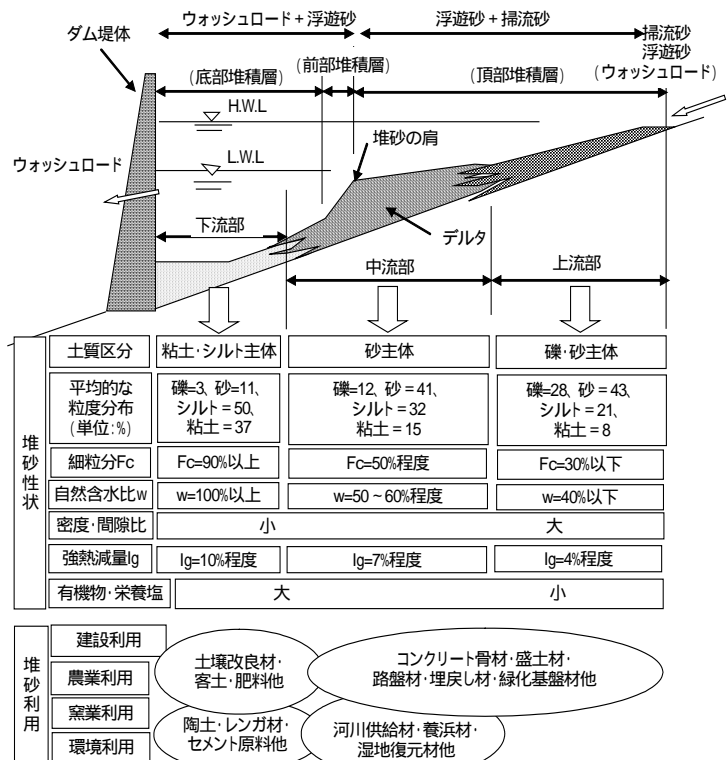 ウォッシュロード+浮遊砂
浮遊砂+掃流砂
掃流砂
浮遊砂
(ウォッシュロード)
ダム堤体
(底部堆積層)
(前部堆積層)
(頂部堆積層)
H.W.L
L.W.L
堆砂の肩
ウォッシュロード
下流部
デルタ
中流部
上流部
堆砂性状
土質区分
粘土・シルト主体
砂主体
礫・砂主体
平均的な
粒度分布
(単位:%)
礫=3、砂=11、
シルト=50、
粘土=37
礫=12、砂=41、
シルト=32
粘土=15
礫=28、砂=43、
シルト=21、
粘土=8
細粒分Fc
Fc=90%以上
Fc=50%程度
Fc=30%以下
自然含水比w
w=100%以上
w=50~60%程度
w=40%以下
密度・間隙比
小
大
強熱減量Ig
Ig=10%程度
Ig=7%程度
Ig=4%程度
有機物・栄養塩
大
小
堆砂利用
建設利用
農業利用
窯業利用
環境利用
土壌改良材・
客土・肥料他
コンクリート骨材・盛土材・
路盤材・埋戻し材・緑化基盤材他
陶土・レンガ材・
セメント原料他
河川供給材・養浜材・
湿地復元材他